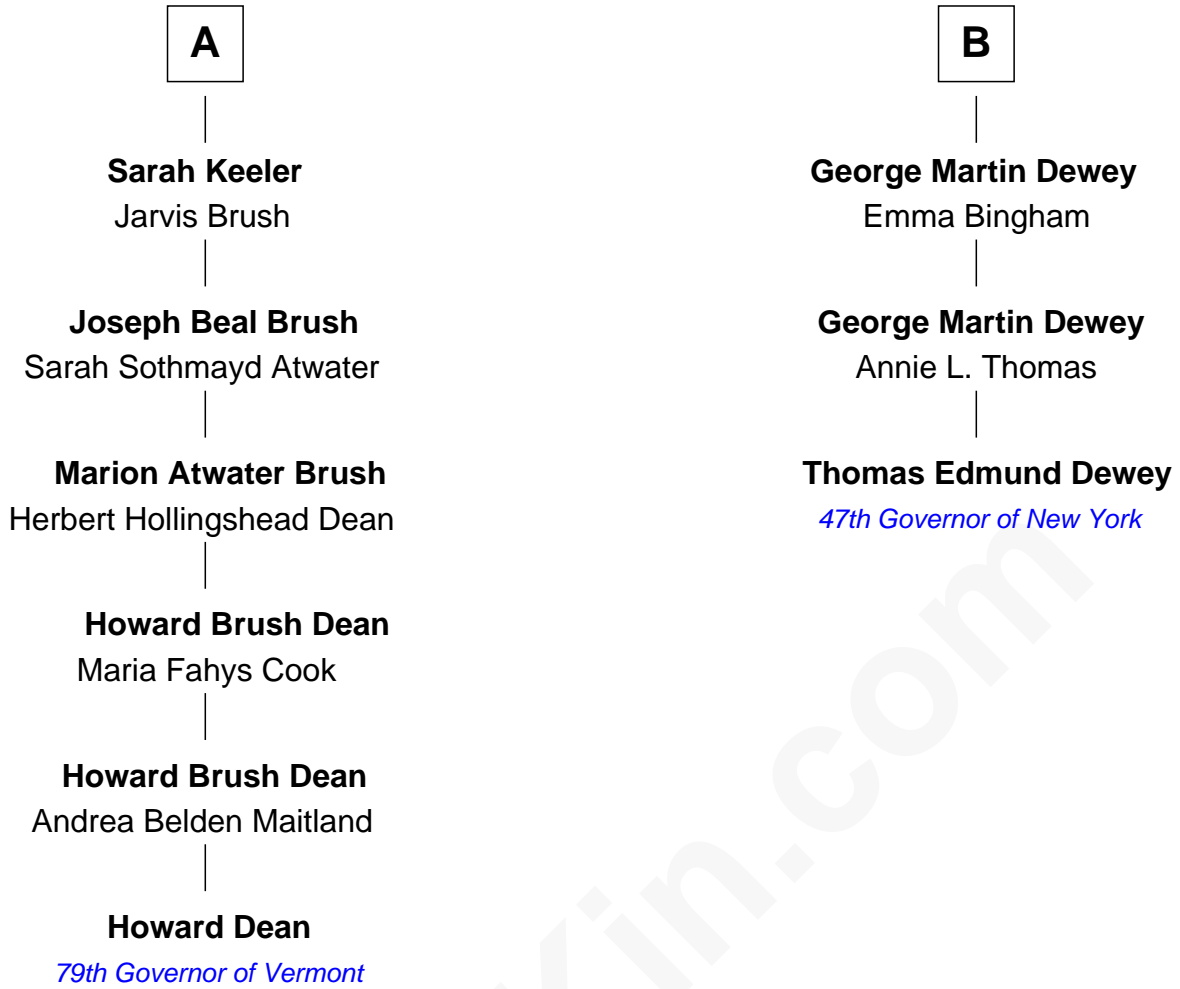 A
Sarah Keeler
Jarvis Brush
Joseph Beal Brush
Sarah Sothmayd Atwater
Marion Atwater Brush
Herbert Hollingshead Dean
Howard Brush Dean
Maria Fahys Cook
Howard Brush Dean
Andrea Belden Maitland
Howard Dean
79th Governor of Vermont
B
George Martin Dewey
Emma Bingham
George Martin Dewey
Annie L. Thomas
Thomas Edmund Dewey
47th Governor of New York
Kin.com